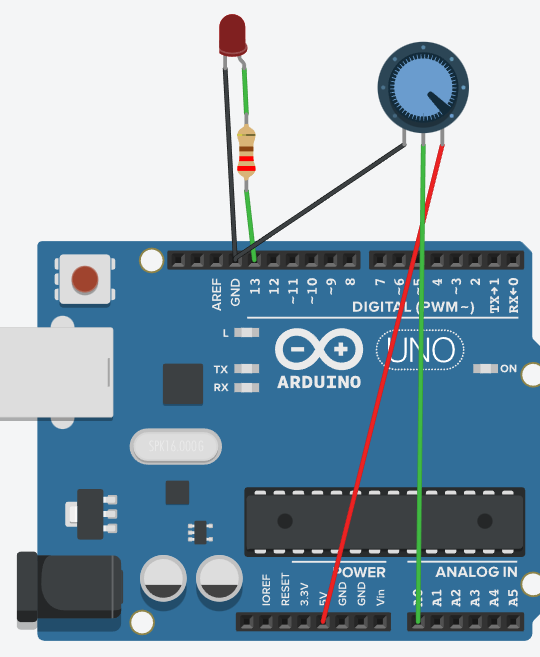 AREF
GND
13
12
~11
~10
~9
8
7
~6
~5
4
~3
2
TX→1
RX←0
DIGITAL (PWM~)
L
TX
RX
ARDUINO
UNO
ON
SPK16.000G
POWER
ANALOG IN
IOREF
RESET
3.3V
5V
GND
GND
Vin
A0
A1
A2
A3
A4
A5